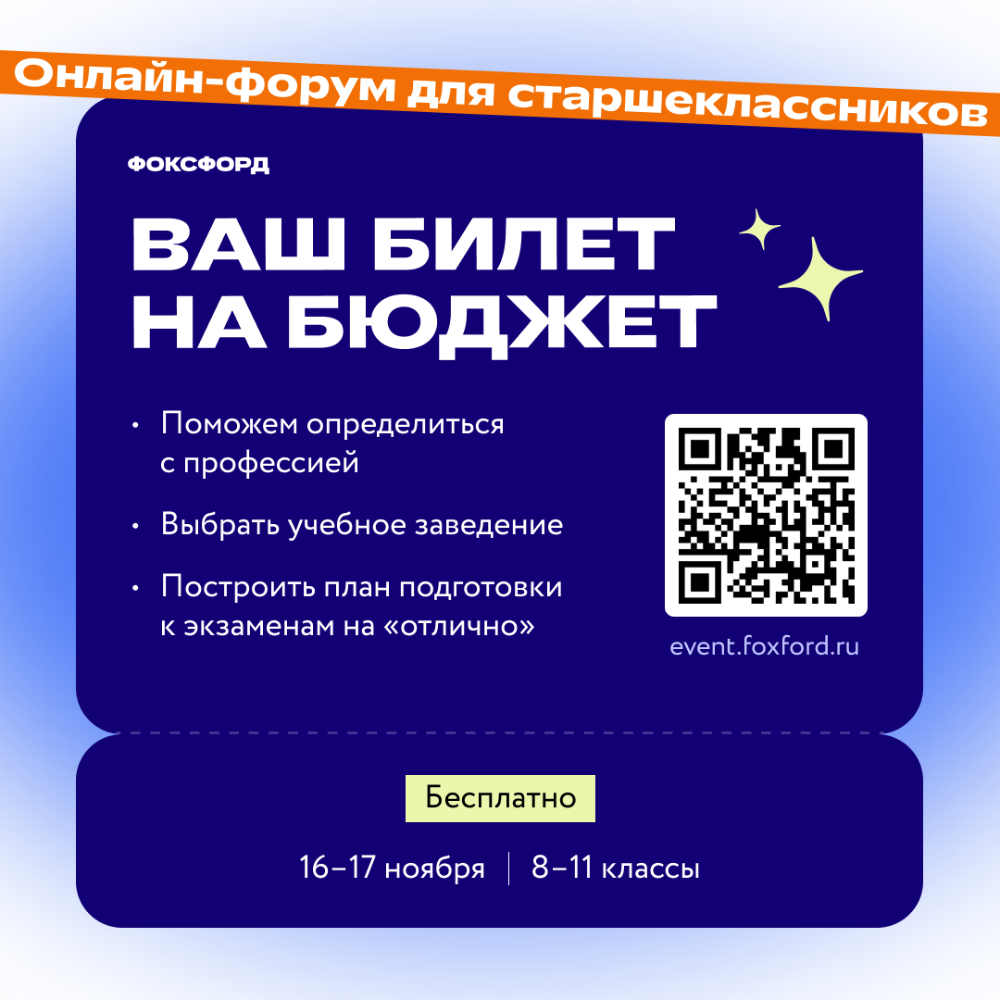 Онлайн-форум для старшеклассников
ФОКСФОРД
ВАШ БИЛЕТ
НА БЮДЖЕТ
• Поможем определиться
с профессией
• Выбрать учебное заведение
• Построить план подготовки
к экзаменам на «отлично»
event.foxford.ru
Бесплатно
16–17 ноября | 8–11 классы